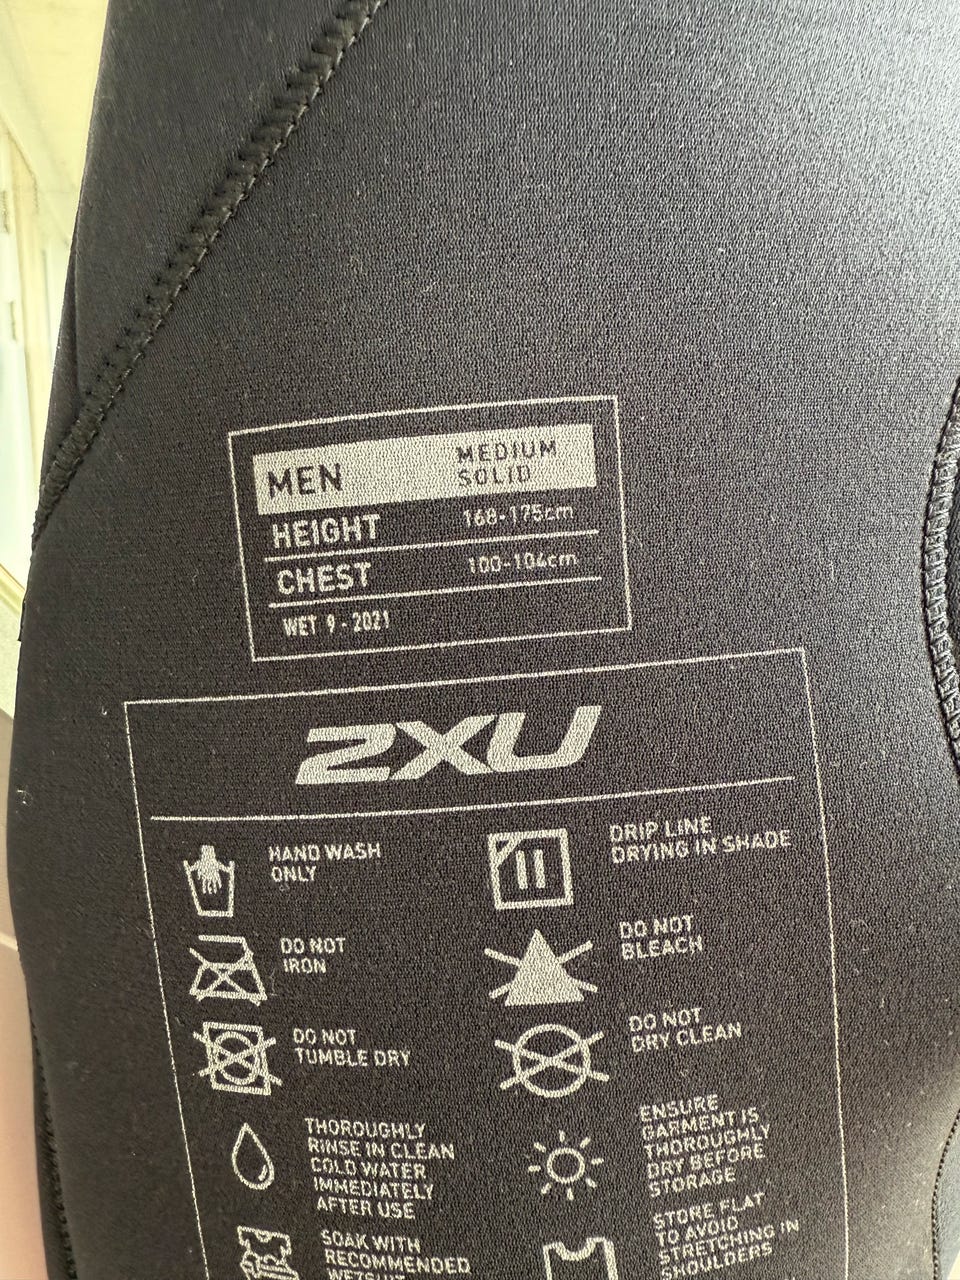 MEN
MEDIUM
SOLID
HEIGHT 168-175cm
CHEST 100-104cm
WET 9 - 2021
2XU
HAND WASH
ONLY
DRIP LINE
DRYING IN SHADE
DO NOT
IRON
DO NOT
BLEACH
DO NOT
TUMBLE DRY
DO NOT
DRY CLEAN
THOROUGHLY
RINSE IN CLEAN
COLD WATER
IMMEDIATELY
AFTER USE
ENSURE
GARMENT IS
THOROUGHLY
DRY BEFORE
STORAGE
SOAK WITH
RECOMMENDED
WETSUIT
STORE FLAT
TO AVOID
STRETCHING IN
SHOULDERS